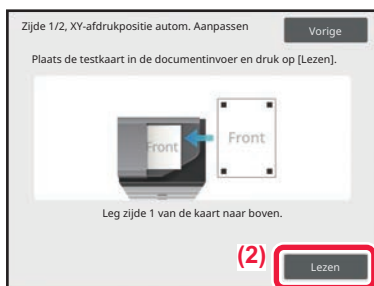 Zijde 1/2, XY-afdrukpositie autom. Aanpassen
Vorige
Plaats de testkaart in de documentinvoer en druk op [Lezen].
Front
Front
Leg zijde 1 van de kaart naar boven.
(2)
Lezen